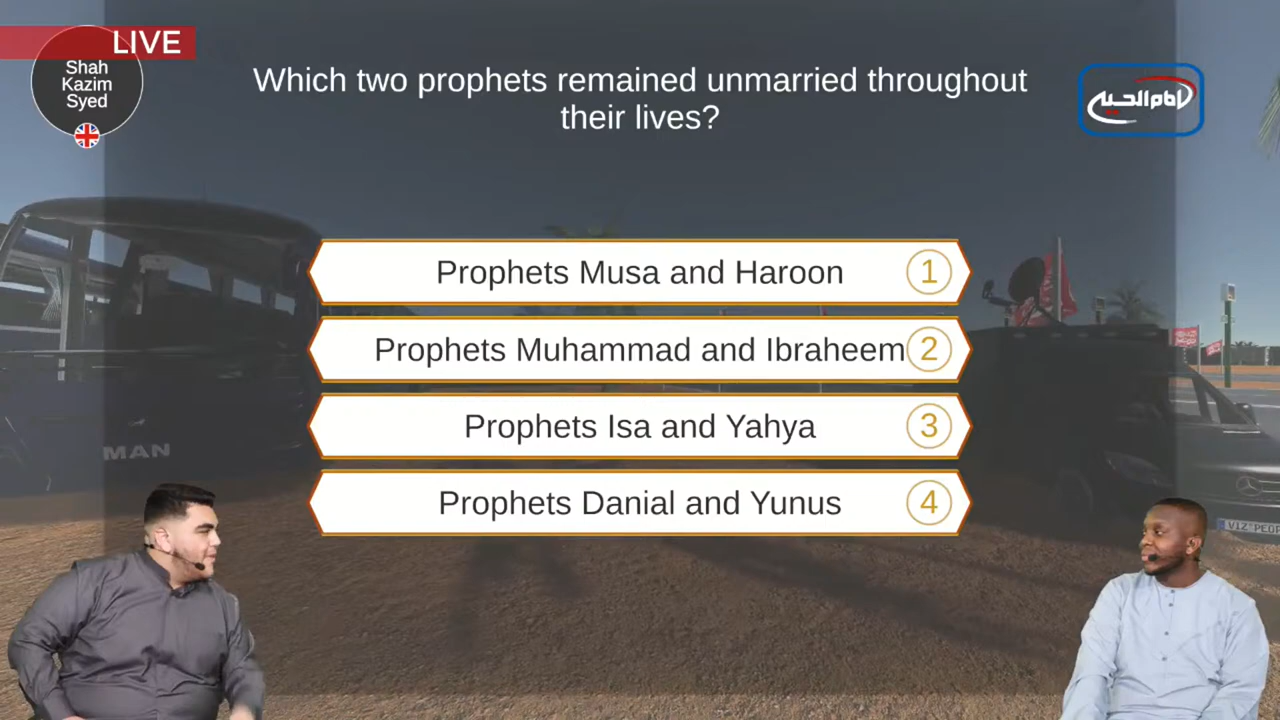 LIVE
Shah
Kazim
Syed
Which two prophets remained unmarried throughout
their lives?
Prophets Musa and Haroon 1
Prophets Muhammad and Ibraheem 2
Prophets Isa and Yahya 3
Prophets Danial and Yunus 4
MAN